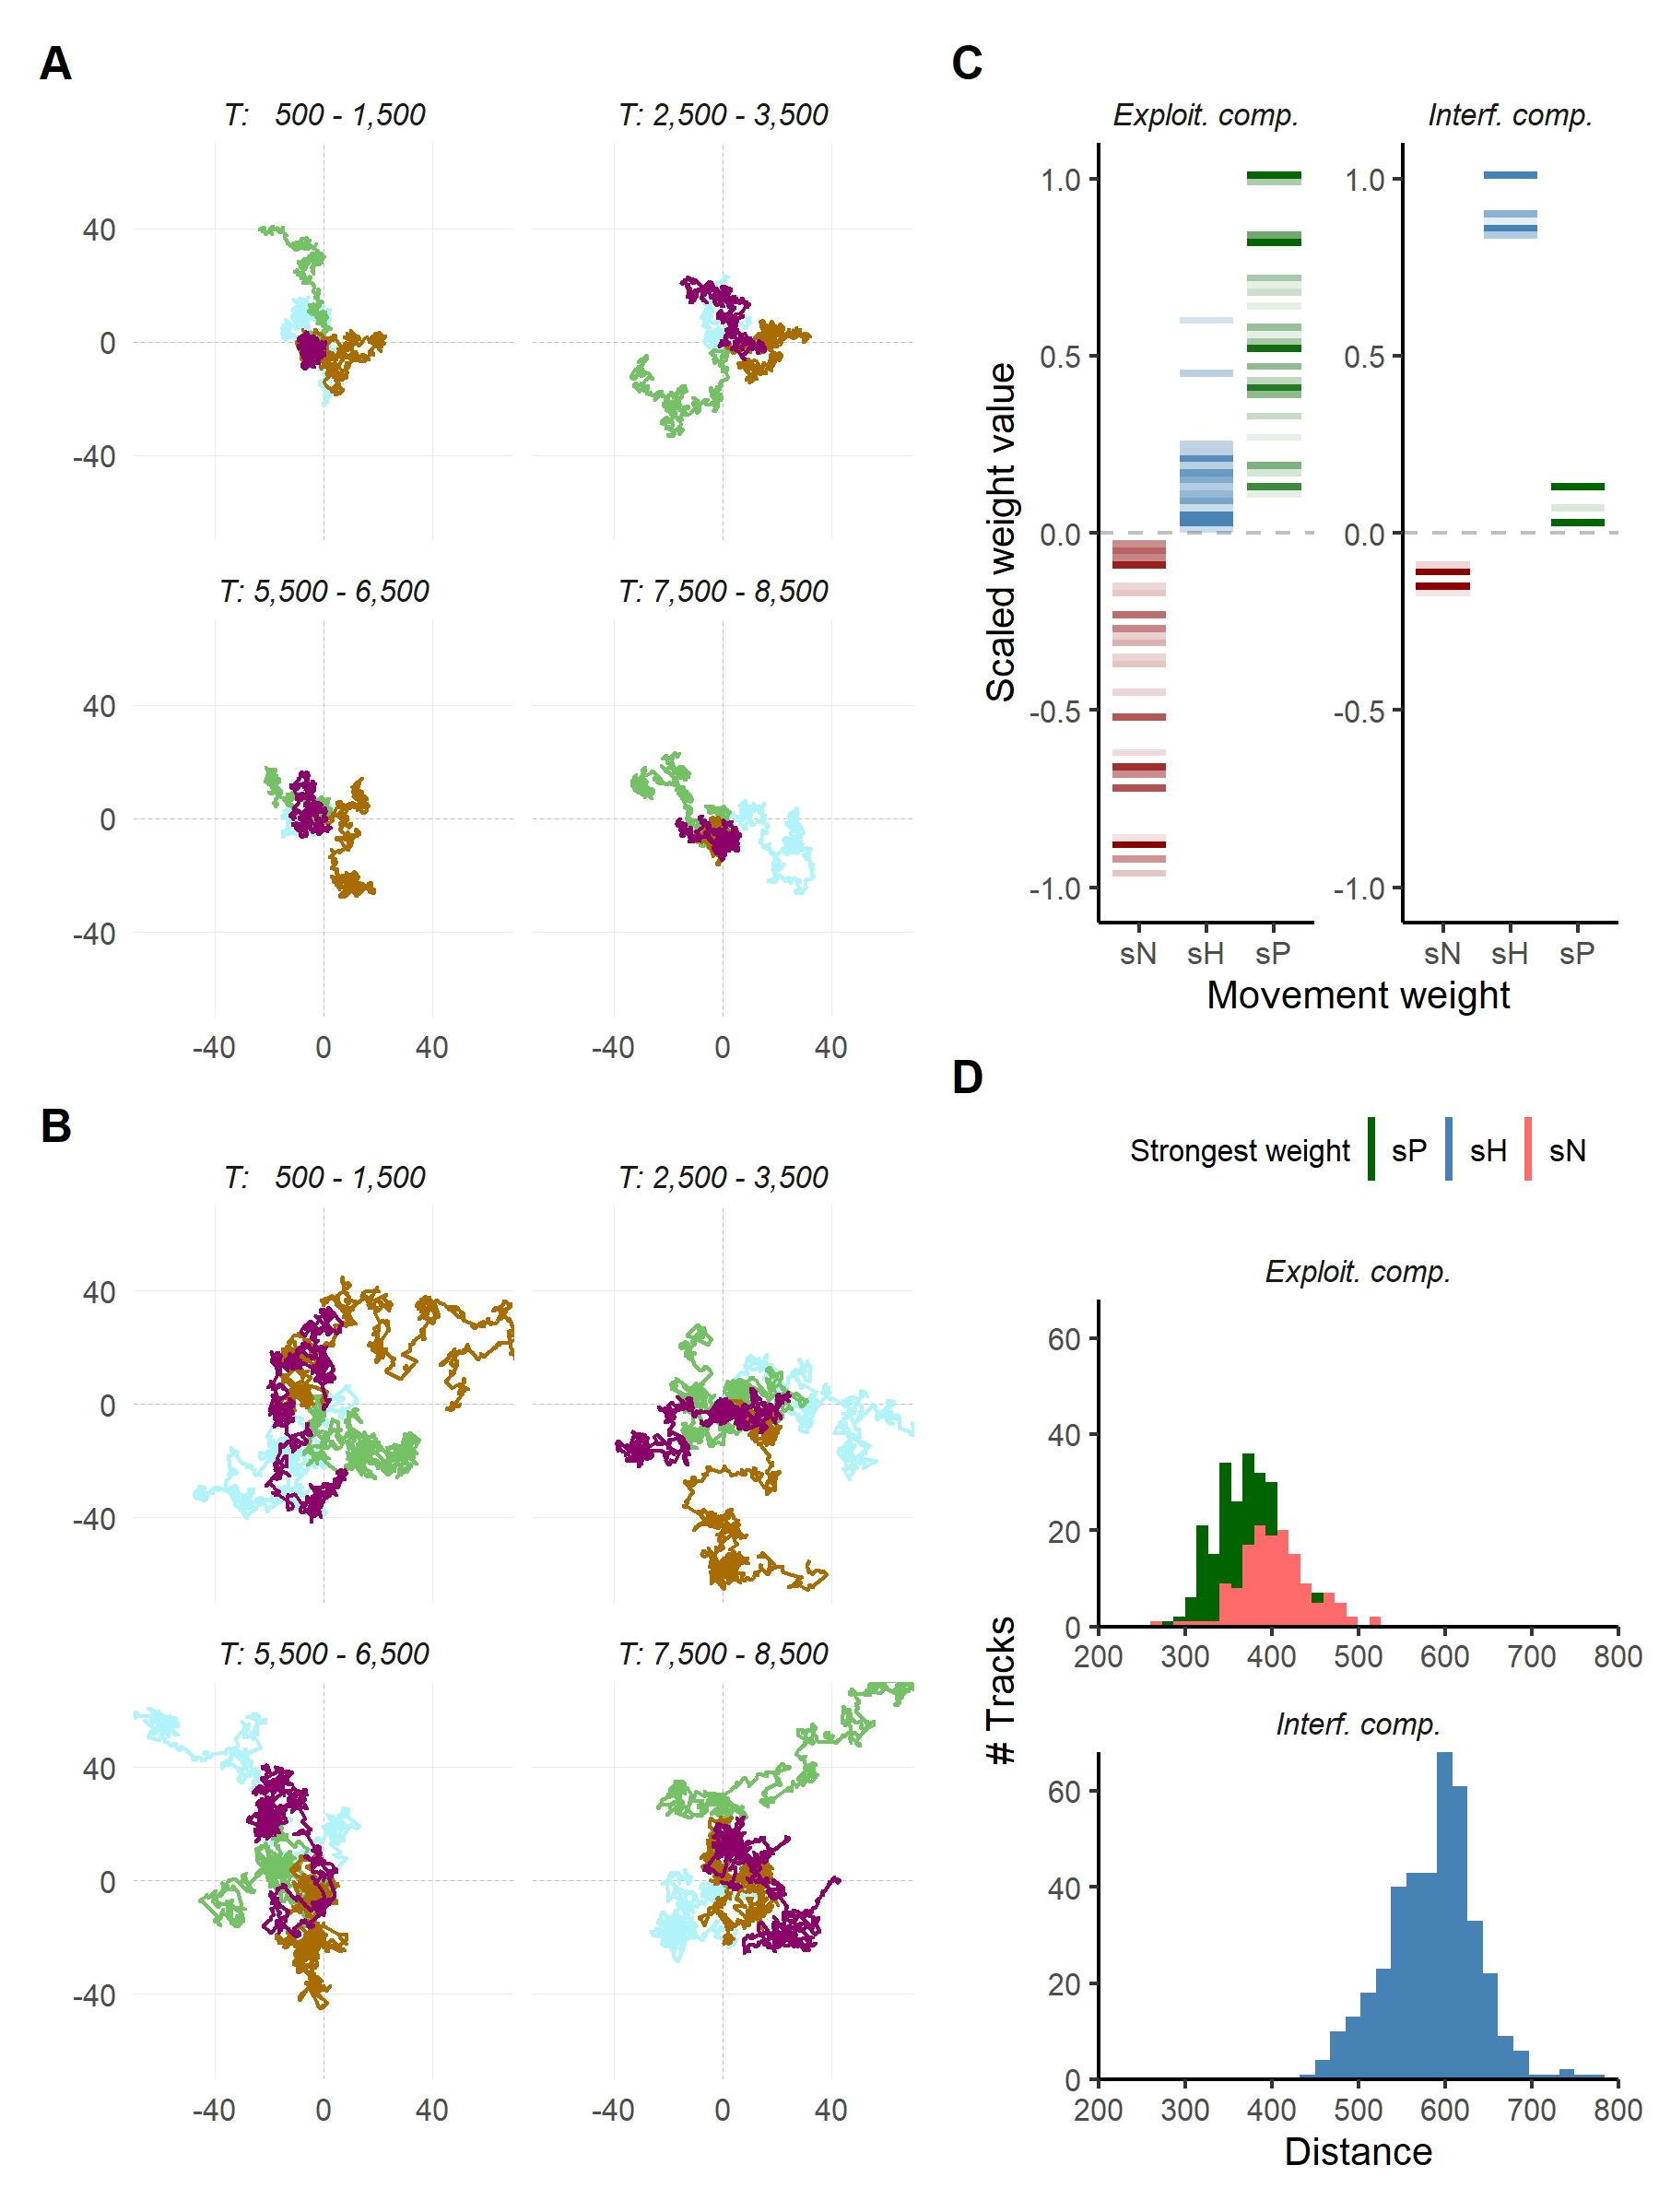 A
T:   500 - 1,500
T: 2,500 - 3,500
40
0
-40
T: 5,500 - 6,500
T: 7,500 - 8,500
40
0
-40
-40 0 40 -40 0 40
B
T:   500 - 1,500
T: 2,500 - 3,500
40
0
-40
T: 5,500 - 6,500
T: 7,500 - 8,500
40
0
-40
-40 0 40 -40 0 40
C
Exploit. comp.
Interf. comp.
Scaled weight value
1.0 1.0
0.5 0.5
0.0 0.0
-0.5 -0.5
-1.0 -1.0
sN sH sP sN sH sP
Movement weight
D
Strongest weight sP sH sN
Exploit. comp.
# Tracks
60
40
20
0
200 300 400 500 600 700 800
Interf. comp.
60
40
20
0
200 300 400 500 600 700 800
Distance